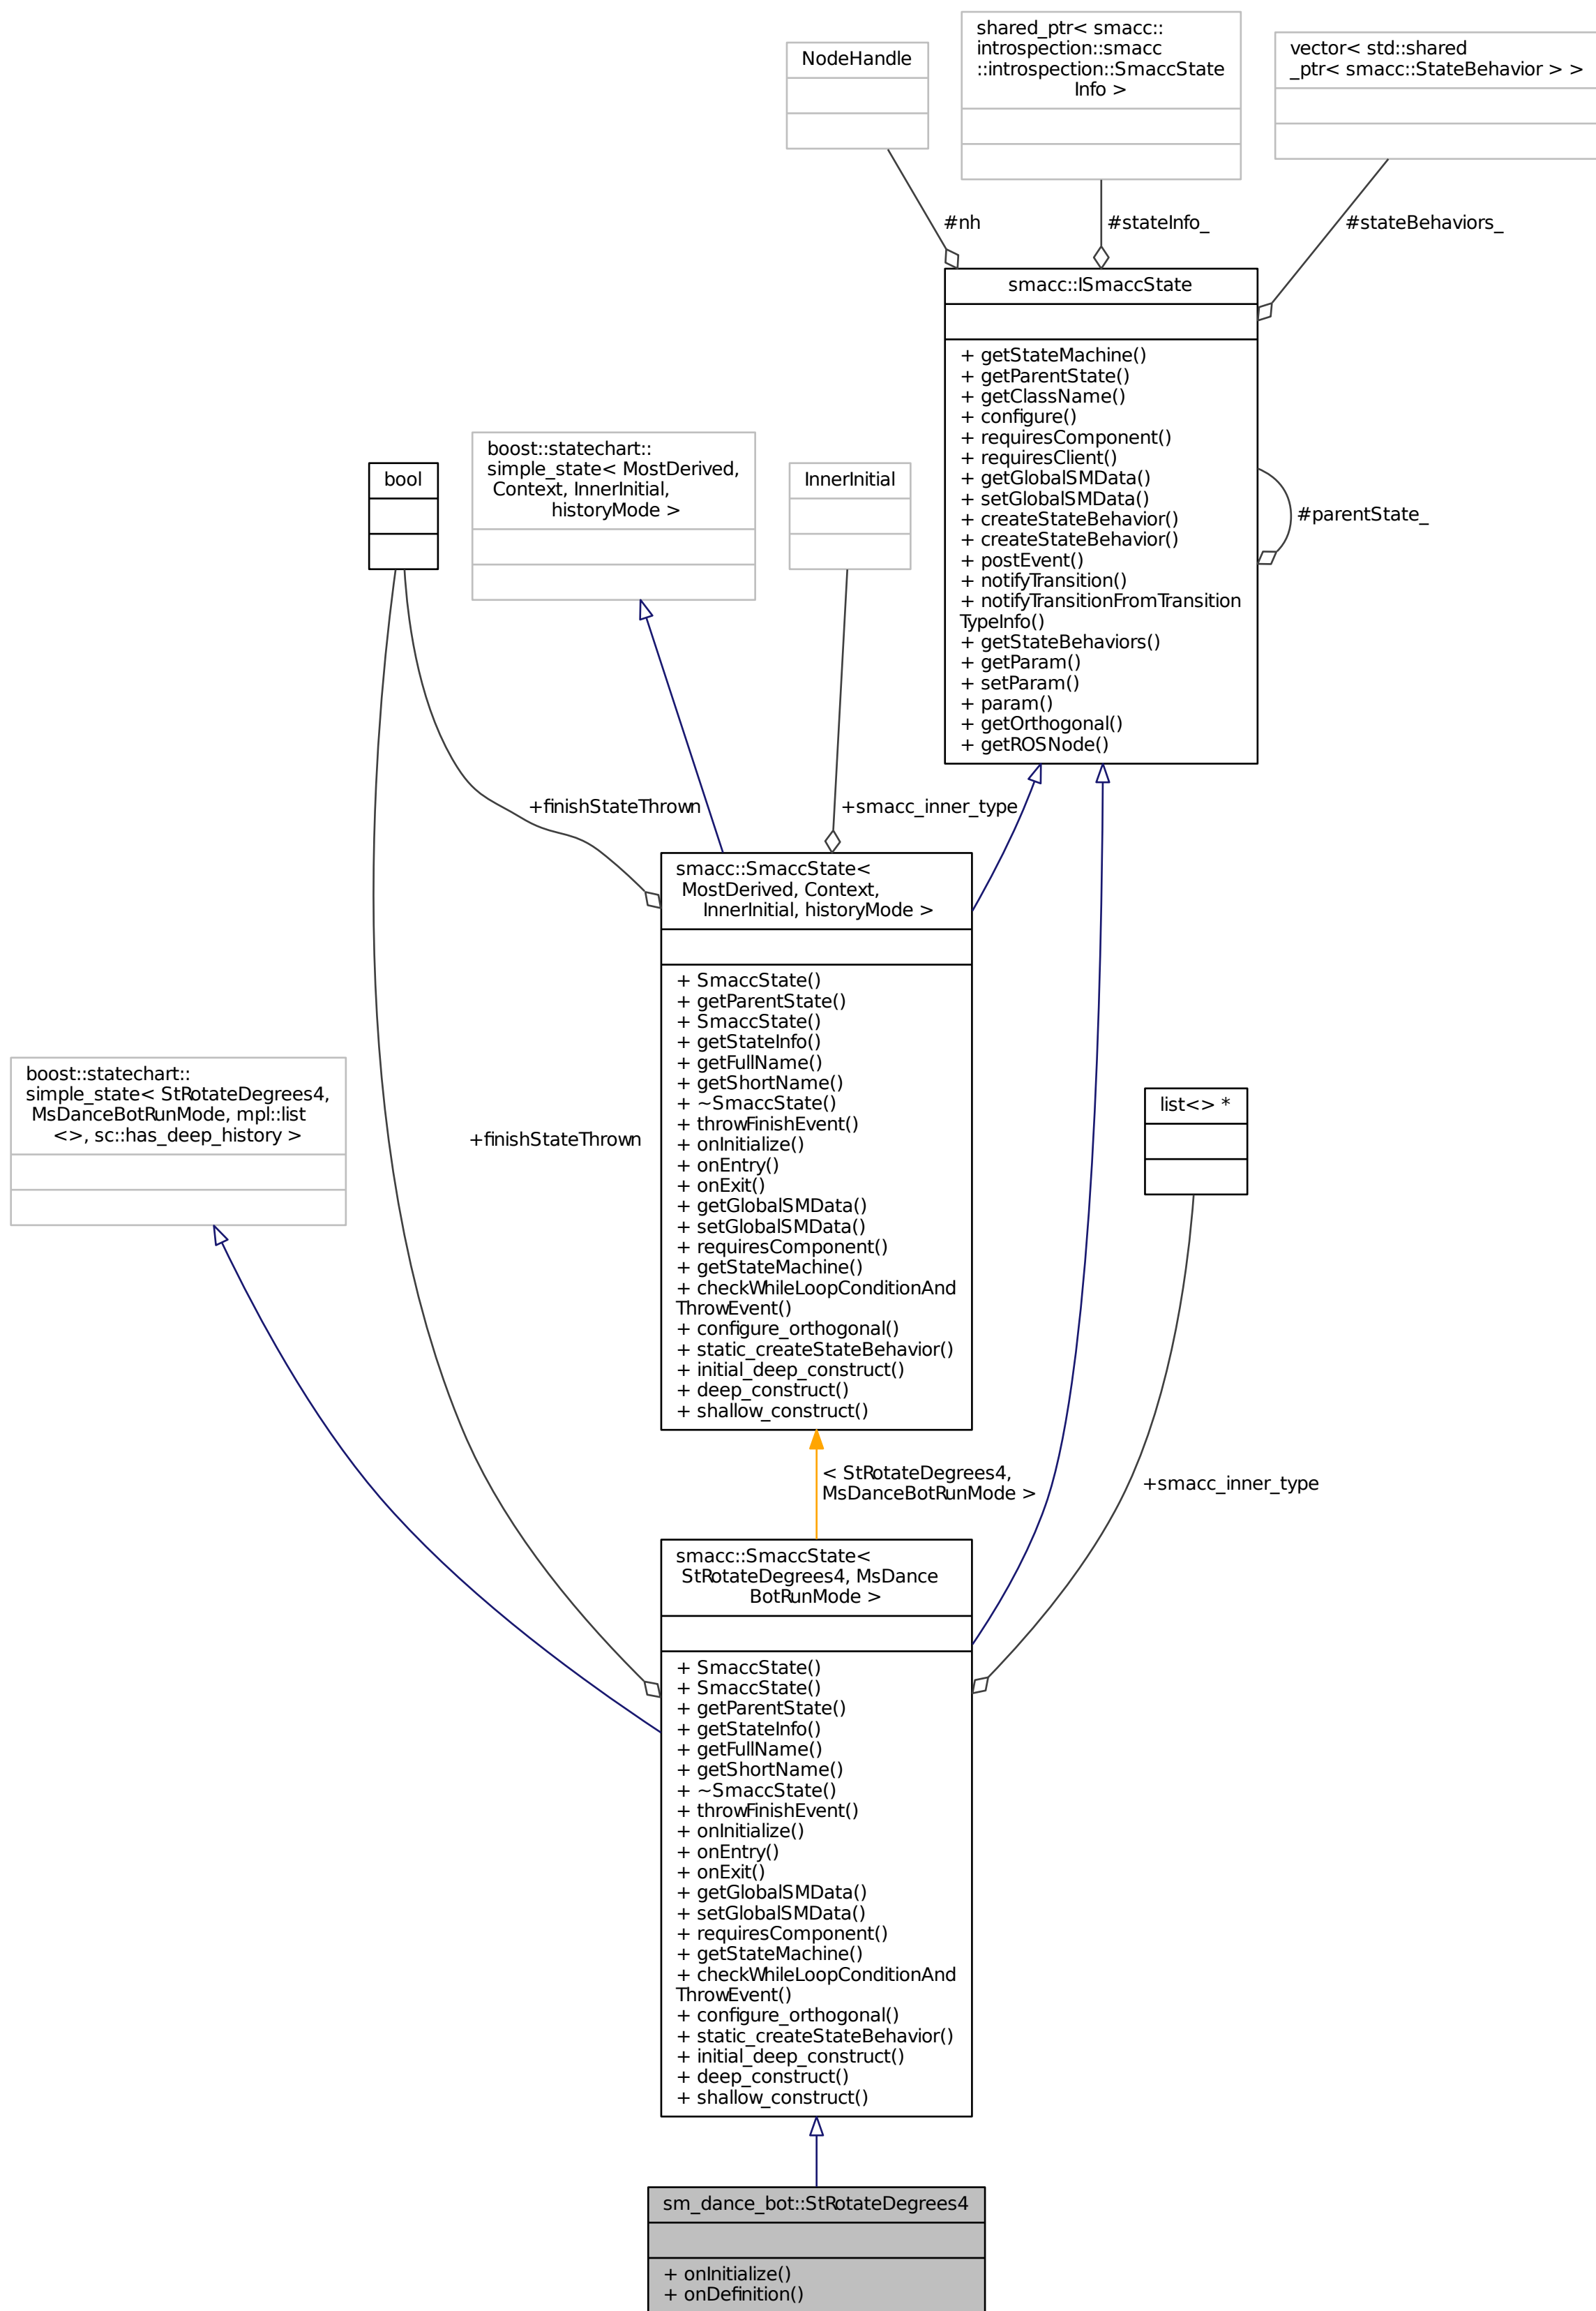 NodeHandle
shared_ptr< smacc::
introspection::smacc
::introspection::SmaccState
Info >
vector< std::shared
_ptr< smacc::StateBehavior > >
#nh
#stateInfo_
#stateBehaviors_
smacc::ISmaccState
+ getStateMachine()
+ getParentState()
+ getClassName()
+ configure()
+ requiresComponent()
+ requiresClient()
+ getGlobalSMData()
+ setGlobalSMData()
+ createStateBehavior()
+ createStateBehavior()
+ postEvent()
+ notifyTransition()
+ notifyTransitionFromTransition
TypeInfo()
+ getStateBehaviors()
+ getParam()
+ setParam()
+ param()
+ getOrthogonal()
+ getROSNode()
#parentState_
bool
boost::statechart::
simple_state< MostDerived,
Context, InnerInitial,
historyMode >
InnerInitial
+finishStateThrown
+smacc_inner_type
smacc::SmaccState<
MostDerived, Context,
InnerInitial, historyMode >
+ SmaccState()
+ getParentState()
+ SmaccState()
+ getStateInfo()
+ getFullName()
+ getShortName()
+ ~SmaccState()
+ throwFinishEvent()
+ onInitialize()
+ onEntry()
+ onExit()
+ getGlobalSMData()
+ setGlobalSMData()
+ requiresComponent()
+ getStateMachine()
+ checkWhileLoopConditionAnd
ThrowEvent()
+ configure_orthogonal()
+ static_createStateBehavior()
+ initial_deep_construct()
+ deep_construct()
+ shallow_construct()
boost::statechart::
simple_state< StRotateDegrees4,
MsDanceBotRunMode, mpl::list
<>, sc::has_deep_history >
+finishStateThrown
list<> *
< StRotateDegrees4,
MsDanceBotRunMode >
+smacc_inner_type
smacc::SmaccState<
StRotateDegrees4, MsDance
BotRunMode >
+ SmaccState()
+ SmaccState()
+ getParentState()
+ getStateInfo()
+ getFullName()
+ getShortName()
+ ~SmaccState()
+ throwFinishEvent()
+ onInitialize()
+ onEntry()
+ onExit()
+ getGlobalSMData()
+ setGlobalSMData()
+ requiresComponent()
+ getStateMachine()
+ checkWhileLoopConditionAnd
ThrowEvent()
+ configure_orthogonal()
+ static_createStateBehavior()
+ initial_deep_construct()
+ deep_construct()
+ shallow_construct()
sm_dance_bot::StRotateDegrees4
+ onInitialize()
+ onDefinition()